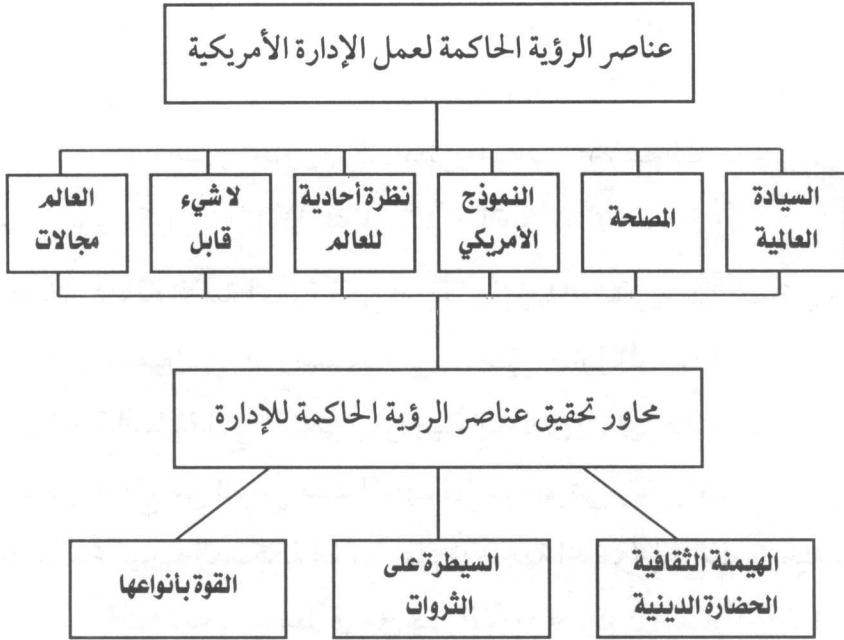 عناصر الرؤية الحاكمة لعمل الإدارة الأمريكية
السيادة
العالمية
المصلحة
النموذج
الأمريكي
نظرة أحادية
للعالم
لا شيء
قابل
العالم
مجالات
محاور تحقيق عناصر الرؤية الحاكمة للإدارة
الهيمنة الثقافية
الحضارة الدينية
السيطرة على
الثروات
القوة بأنواعها